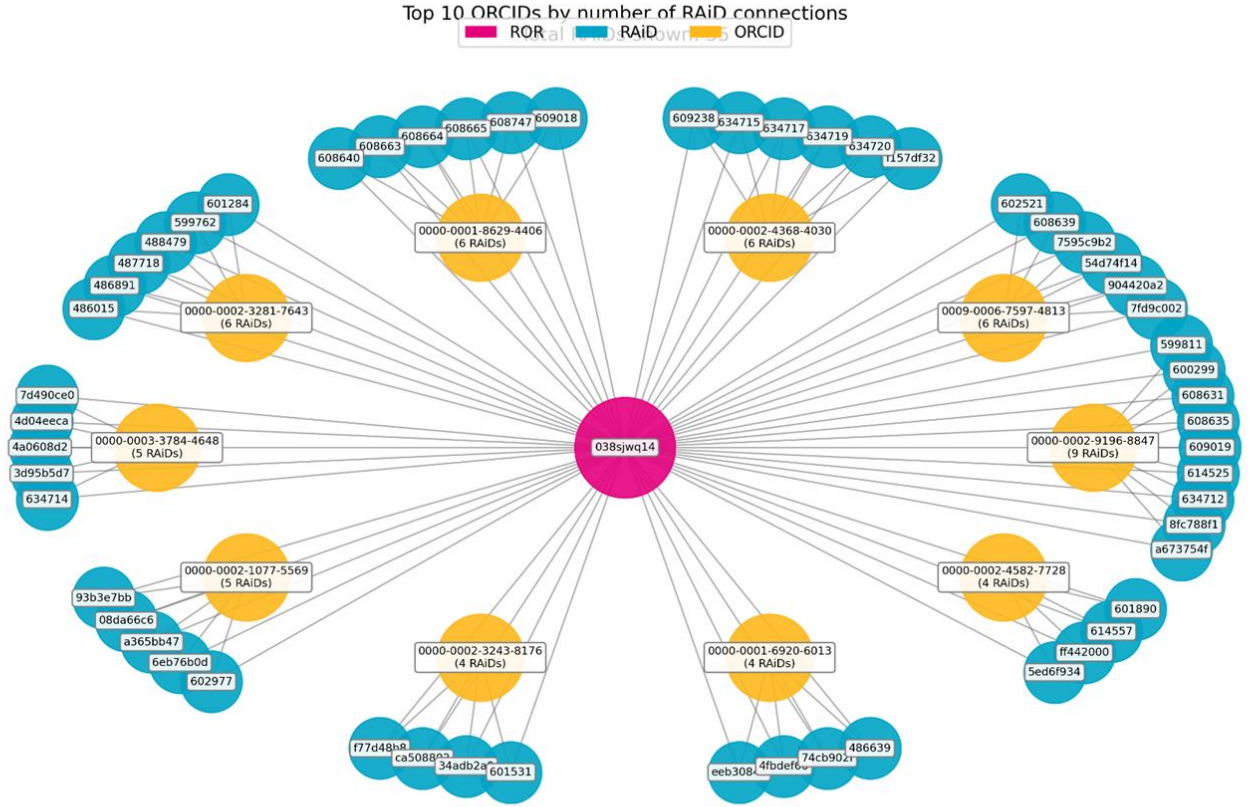 Top 10 ORCIDs by number of RAiD connections
Total RAiDs shown: 55
ROR RAiD ORCID
608640
608663
608664
608665
608747
609018
0000-0001-8629-4406
(6 RAiDs)
609238
634715
634717
634719
634720
f157df32
0000-0002-4368-4030
(6 RAiDs)
601284
599762
488479
487718
486891
486015
0000-0002-3281-7643
(6 RAiDs)
602521
608639
7595c9b2
54d74f14
904420a2
7fd9c002
0009-0006-7597-4813
(6 RAiDs)
7d490ce0
4d04eeca
4a0608d2
3d95b5d7
634714
0000-0003-3784-4648
(5 RAiDs)
038sjwq14
599811
600299
608631
608635
609019
614525
634712
8fc788f1
a673754f
0000-0002-9196-8847
(9 RAiDs)
0000-0002-1077-5569
(5 RAiDs)
93b3e7bb
08da66c6
a365bb47
6eb76b0d
602977
0000-0002-4582-7728
(4 RAiDs)
601890
614557
ff442000
5ed6f934
0000-0002-3243-8176
(4 RAiDs)
f77d48b8
601531
0000-0001-6920-6013
(4 RAiDs)
486639